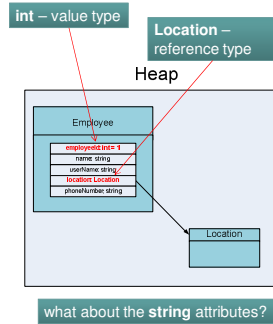 int – value type
Location –
reference type
Heap
Employee
employeeId: int = 1
name: string
userName: string
location: Location
phoneNumber: string
Location
what about the string attributes?